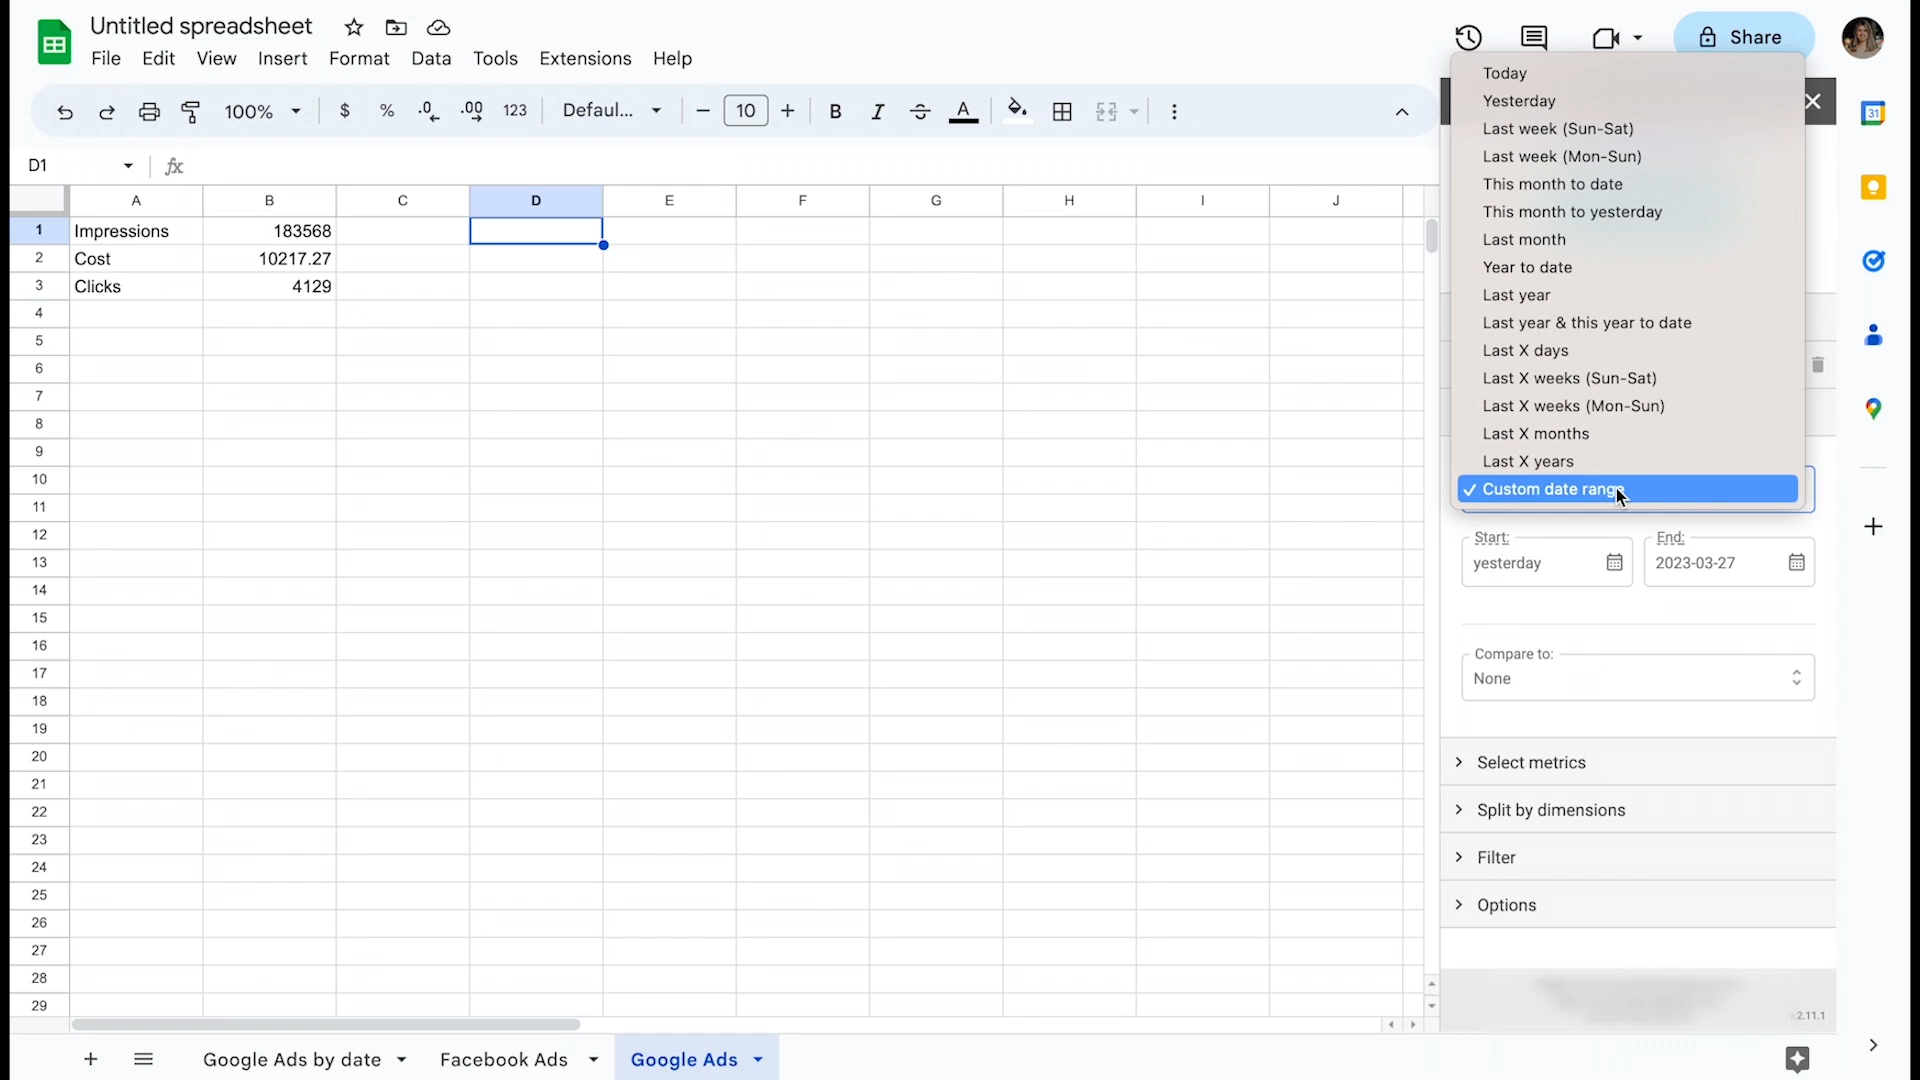 Untitled spreadsheet
File Edit View Insert Format Data Tools Extensions Help
Share
100% $ % .0 .00 123 Defaul... 10 B I A
D1 fx
A B C D E F G H I J
1 Impressions 183568
2 Cost 10217.27
3 Clicks 4129
4
5
6
7
8
9
10
11
12
13
14
15
16
17
18
19
20
21
22
23
24
25
26
27
28
29
Today
Yesterday
Last week (Sun-Sat)
Last week (Mon-Sun)
This month to date
This month to yesterday
Last month
Year to date
Last year
Last year & this year to date
Last X days
Last X weeks (Sun-Sat)
Last X weeks (Mon-Sun)
Last X months
Last X years
Custom date range
Start: End:
yesterday 2023-03-27
Compare to:
None
Select metrics
Split by dimensions
Filter
Options
v.2.11.1
31
Google Ads by date Facebook Ads Google Ads